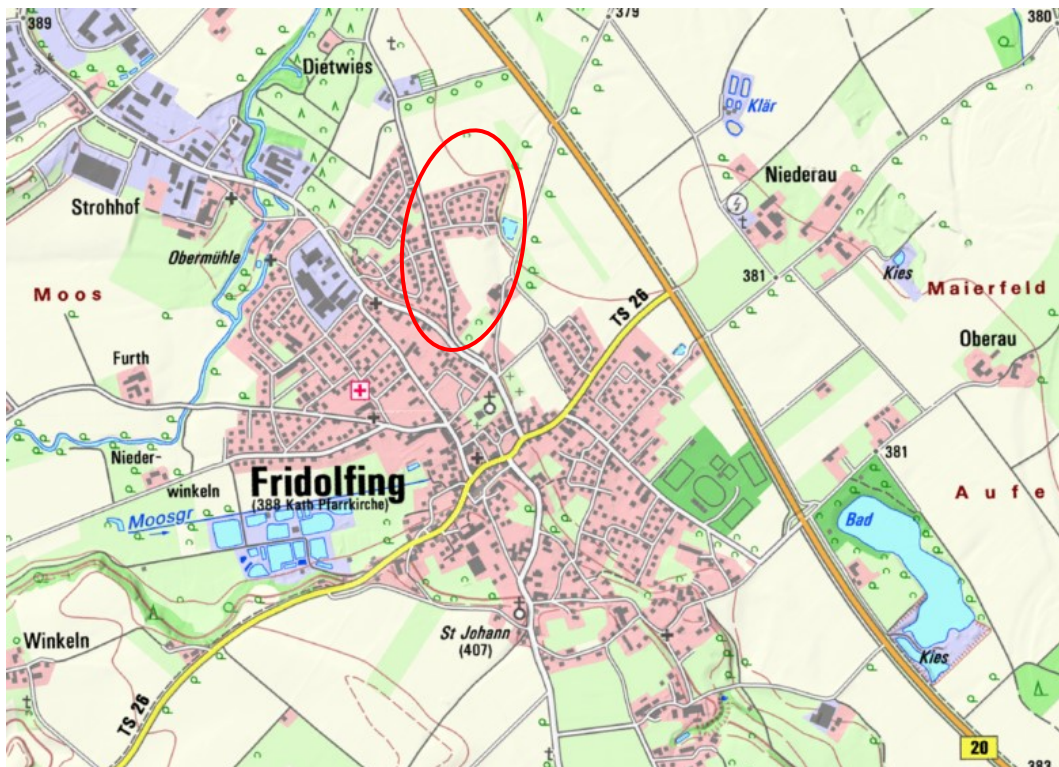 389
379
380
Dietwies
Klär
Niederau
Strohhof
Obermühle
381
Kies
Moos
Maierfeld
TS 26
Furth
Oberau
Nieder-
winkeln
381
Fridolfing
(388 Kath Pfarrkirche)
Aufe
Moosgr
Bad
St Johann
(407)
Winkeln
Kies
TS 26
20
383